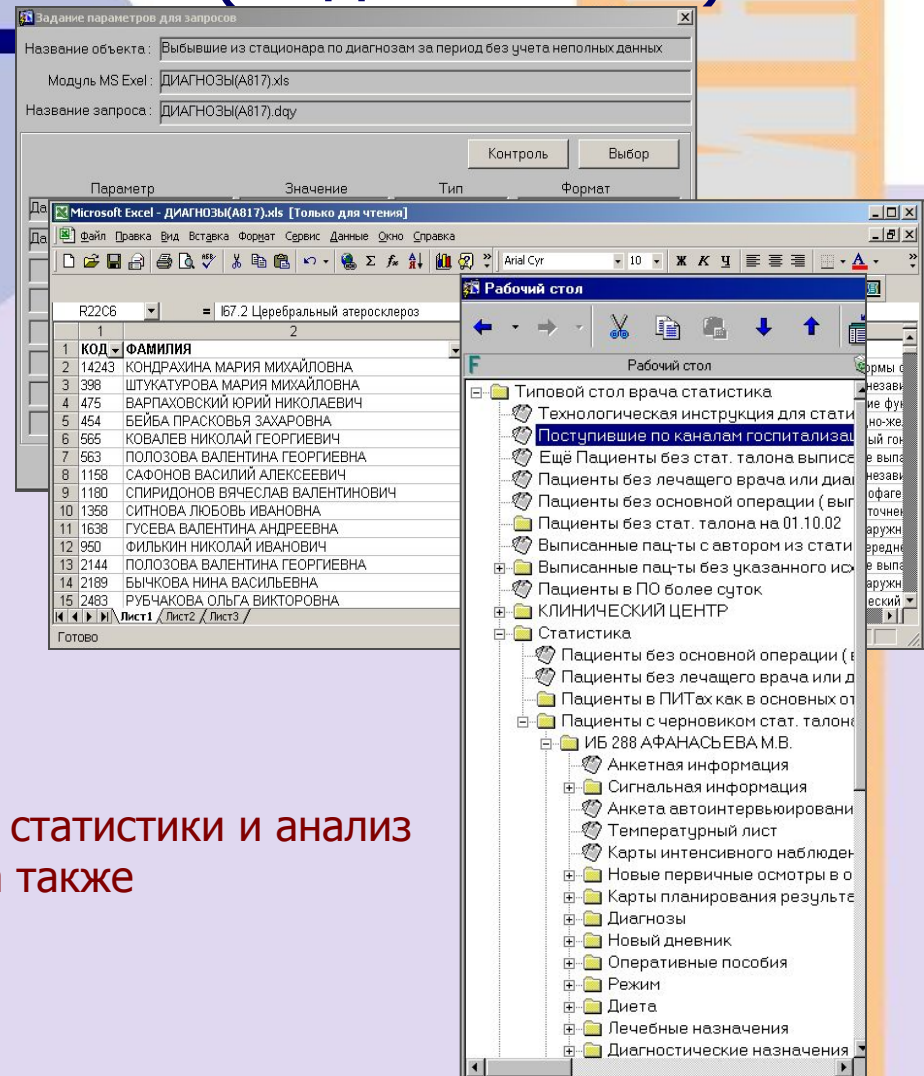 Задание параметров для запросов
Название объекта : Выбывшие из стационара по диагнозам за период без учета неполных данных
Модуль MS Exel : ДИАГНОЗЫ(А817).xls
Название запроса : ДИАГНОЗЫ(А817).dqy
Контроль Выбор
Параметр Значение Тип Формат
Да
Да
Microsoft Excel - ДИАГНОЗЫ(А817).xls [Только для чтения]
Файл Правка Вид Вставка Формат Сервис Данные Окно Справка
Arial Cyr 10 Ж К Ч
R22C6 = I67.2 Церебральный атеросклероз
1 2
1 КОД ФАМИЛИЯ
2 14243 КОНДРАХИНА МАРИЯ МИХАЙЛОВНА
3 398 ШТУКАТУРОВА МАРИЯ МИХАЙЛОВНА
4 475 ВАРПАХОВСКИЙ ЮРИЙ НИКОЛАЕВИЧ
5 454 БЕЙБА ПРАСКОВЬЯ ЗАХАРОВНА
6 565 КОВАЛЕВ НИКОЛАЙ ГЕОРГИЕВИЧ
7 563 ПОЛОЗОВА ВАЛЕНТИНА ГЕОРГИЕВНА
8 1158 САФОНОВ ВАСИЛИЙ АЛЕКСЕЕВИЧ
9 1180 СПИРИДОНОВ ВЯЧЕСЛАВ ВАЛЕНТИНОВИЧ
10 1358 СИТНОВА ЛЮБОВЬ ИВАНОВНА
11 1638 ГУСЕВА ВАЛЕНТИНА АНДРЕЕВНА
12 950 ФИЛЬКИН НИКОЛАЙ ИВАНОВИЧ
13 2144 ПОЛОЗОВА ВАЛЕНТИНА ГЕОРГИЕВНА
14 2189 БЫЧКОВА НИНА ВАСИЛЬЕВНА
15 2483 РУБЧАКОВА ОЛЬГА ВИКТОРОВНА
Лист1 Лист2 Лист3
Готово
Рабочий стол
Рабочий стол
Типовой стол врача статистика
Технологическая инструкция для стати
Поступившие по каналам госпитализац
Ещё Пациенты без стат. талона выписа
Пациенты без лечащего врача или диаг
Пациенты без основной операции ( вып
Пациенты без стат. талона на 01.10.02
Выписанные пац-ты с автором из стати
Выписанные пац-ты без указанного исх
Пациенты в ПО более суток
КЛИНИЧЕСКИЙ ЦЕНТР
Статистика
Пациенты без основной операции ( в
Пациенты без лечащего врача или д
Пациенты в ПИТах как в основных от
Пациенты с черновиком стат. талона
ИБ 288 АФАНАСЬЕВА М.В.
Анкетная информация
Сигнальная информация
Анкета автоинтервьюировани
Температурный лист
Карты интенсивного наблюден
Новые первичные осмотры в о
Карты планирования результа
Диагнозы
Новый дневник
Оперативные пособия
Режим
Диета
Лечебные назначения
Диагностические назначения
статистики и анализ
также